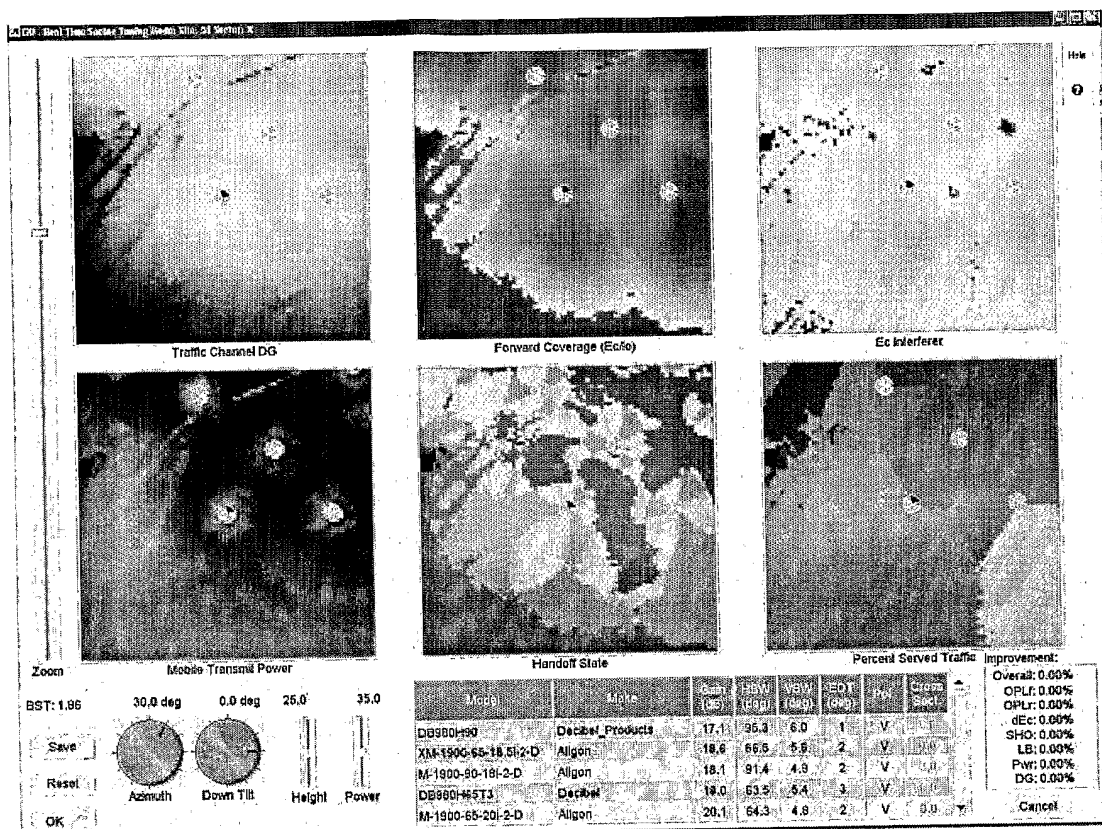 Real Time Sector Tuning
Help
Traffic Channel DG
Forward Coverage (Ec/Io)
Ec Interferer
Mobile Transmit Power
Handoff State
Percent Served Traffic
Zoom
BST: 1.86
30.0 deg
0.0 deg
25.0
35.0
Save
Reset
OK
Azimuth
Down Tilt
Height
Power
Model Make Gain (dB) HBW (deg) VBW (deg) EDT (deg)
DB980H90 Decibel_Products 17.1 95.3 6.0 1 V
XM-1900-65-18.5i-2-D Allgon 18.6 66.5 5.6 2 V
M-1900-90-18i-2-D Allgon 18.1 91.4 4.9 2 V
DB980H65T3 Decibel 18.0 63.5 5.4 3 V
M-1900-65-20i-2-D Allgon 20.1 64.3 4.8 2 V 0.0
Improvement:
Overall: 0.00%
OPLf: 0.00%
OPLr: 0.00%
dEc: 0.00%
SHO: 0.00%
LB: 0.00%
Pwr: 0.00%
DG: 0.00%
Cancel